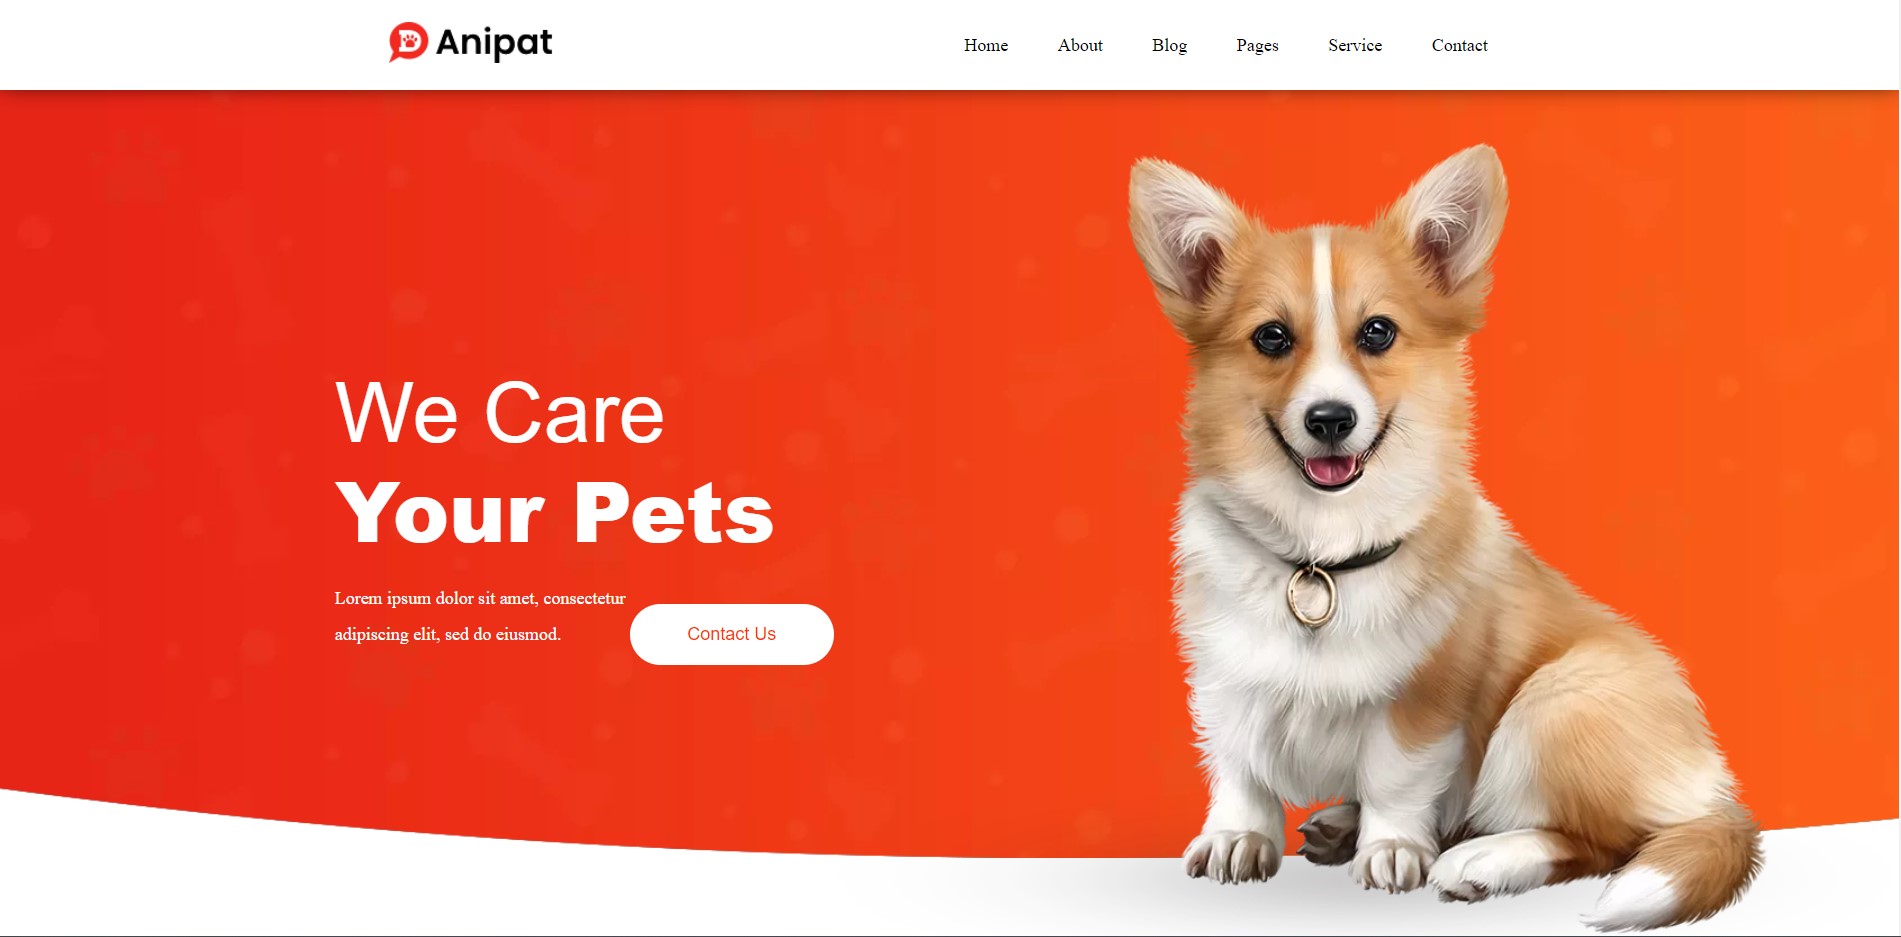 Anipat
Home About Blog Pages Service Contact
We Care
Your Pets
Lorem ipsum dolor sit amet, consectetur
adipiscing elit, sed do eiusmod.
Contact Us